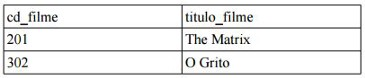 cd_filme titulo_filme
201 The Matrix
302 O Grito